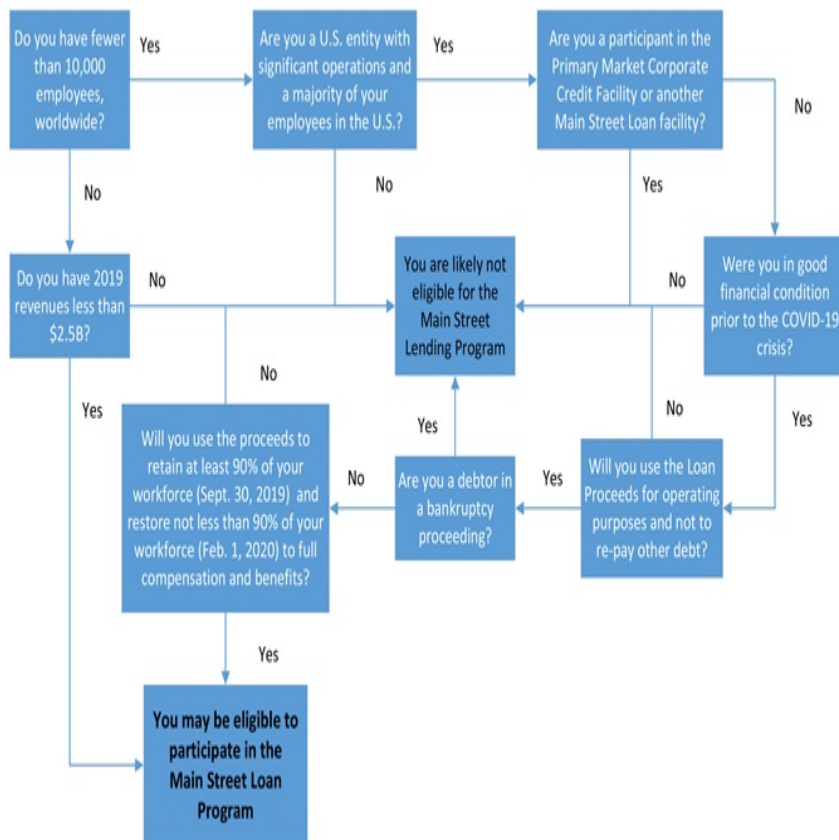 Do you have fewer
than 10,000
employees,
worldwide?
Yes
Are you a U.S. entity with
significant operations and
a majority of your
employees in the U.S.?
Yes
Are you a participant in the
Primary Market Corporate
Credit Facility or another
Main Street Loan facility?
No
No
No
Yes
Do you have 2019
revenues less than
$2.5B?
No
You are likely not
eligible for the
Main Street
Lending Program
No
Were you in good
financial condition
prior to the COVID-19
crisis?
Yes
No
Yes
No
Yes
Will you use the proceeds to
retain at least 90% of your
workforce (Sept. 30, 2019) and
restore not less than 90% of your
workforce (Feb. 1, 2020) to full
compensation and benefits?
No
Are you a debtor in
a bankruptcy
proceeding?
Yes
Will you use the Loan
Proceeds for operating
purposes and not to
re-pay other debt?
Yes
You may be eligible to
participate in the
Main Street Loan
Program